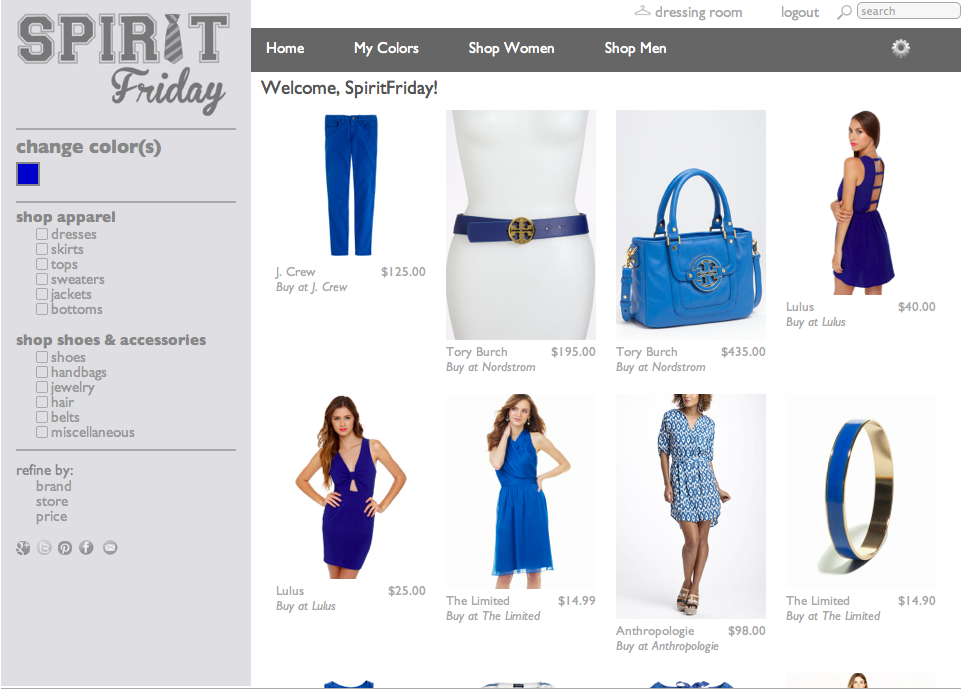 SPIRIT
Friday
dressing room
logout
search
Home
My Colors
Shop Women
Shop Men
Welcome, SpiritFriday!
change color(s)
shop apparel
dresses
skirts
tops
sweaters
jackets
bottoms
shop shoes & accessories
shoes
handbags
jewelry
hair
belts
miscellaneous
refine by:
brand
store
price
J. Crew $125.00
Buy at J. Crew
Tory Burch $195.00
Buy at Nordstrom
Tory Burch $435.00
Buy at Nordstrom
Lulus $40.00
Buy at Lulus
Lulus $25.00
Buy at Lulus
The Limited $14.99
Buy at The Limited
Anthropologie $98.00
Buy at Anthropologie
The Limited $14.90
Buy at The Limited